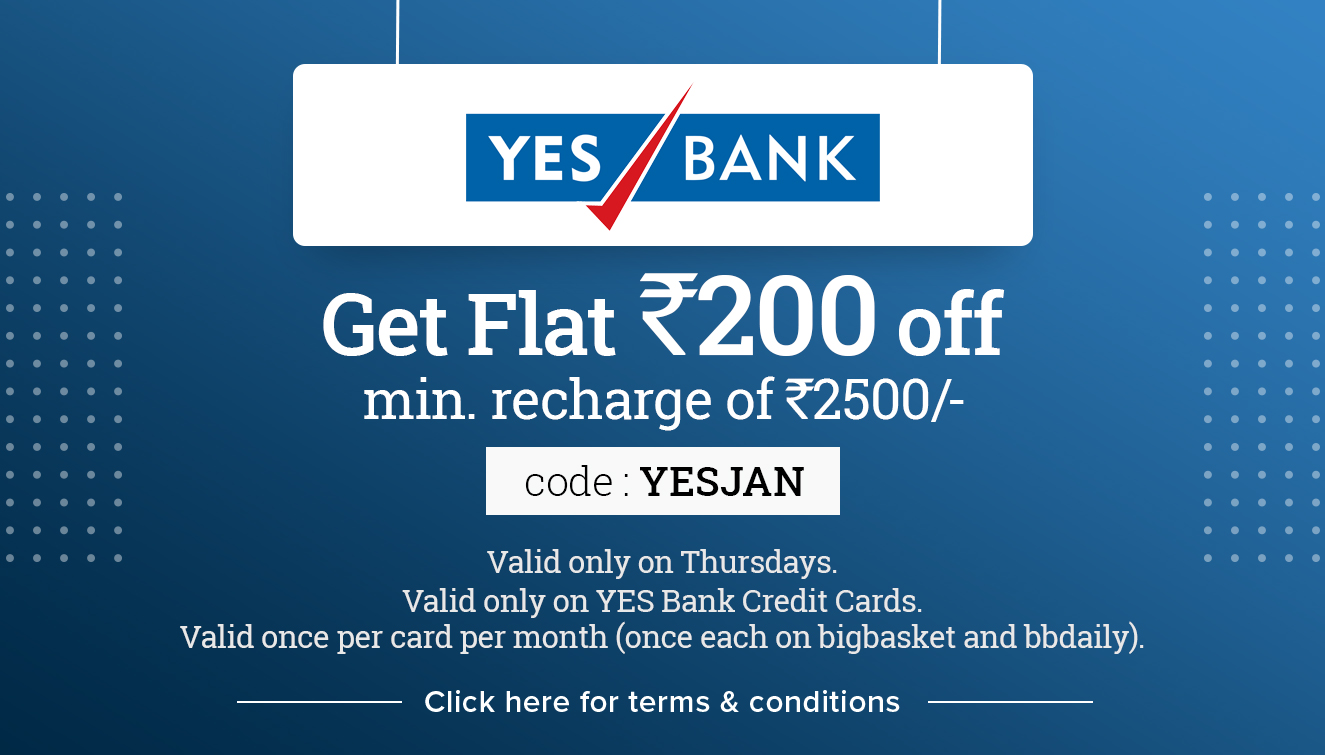 YES BANK
Get Flat ₹200 off
min. recharge of ₹2500/-
code : YESJAN
Valid only on Thursdays.
Valid only on YES Bank Credit Cards.
Valid once per card per month (once each on bigbasket and bbdaily).
Click here for terms & conditions